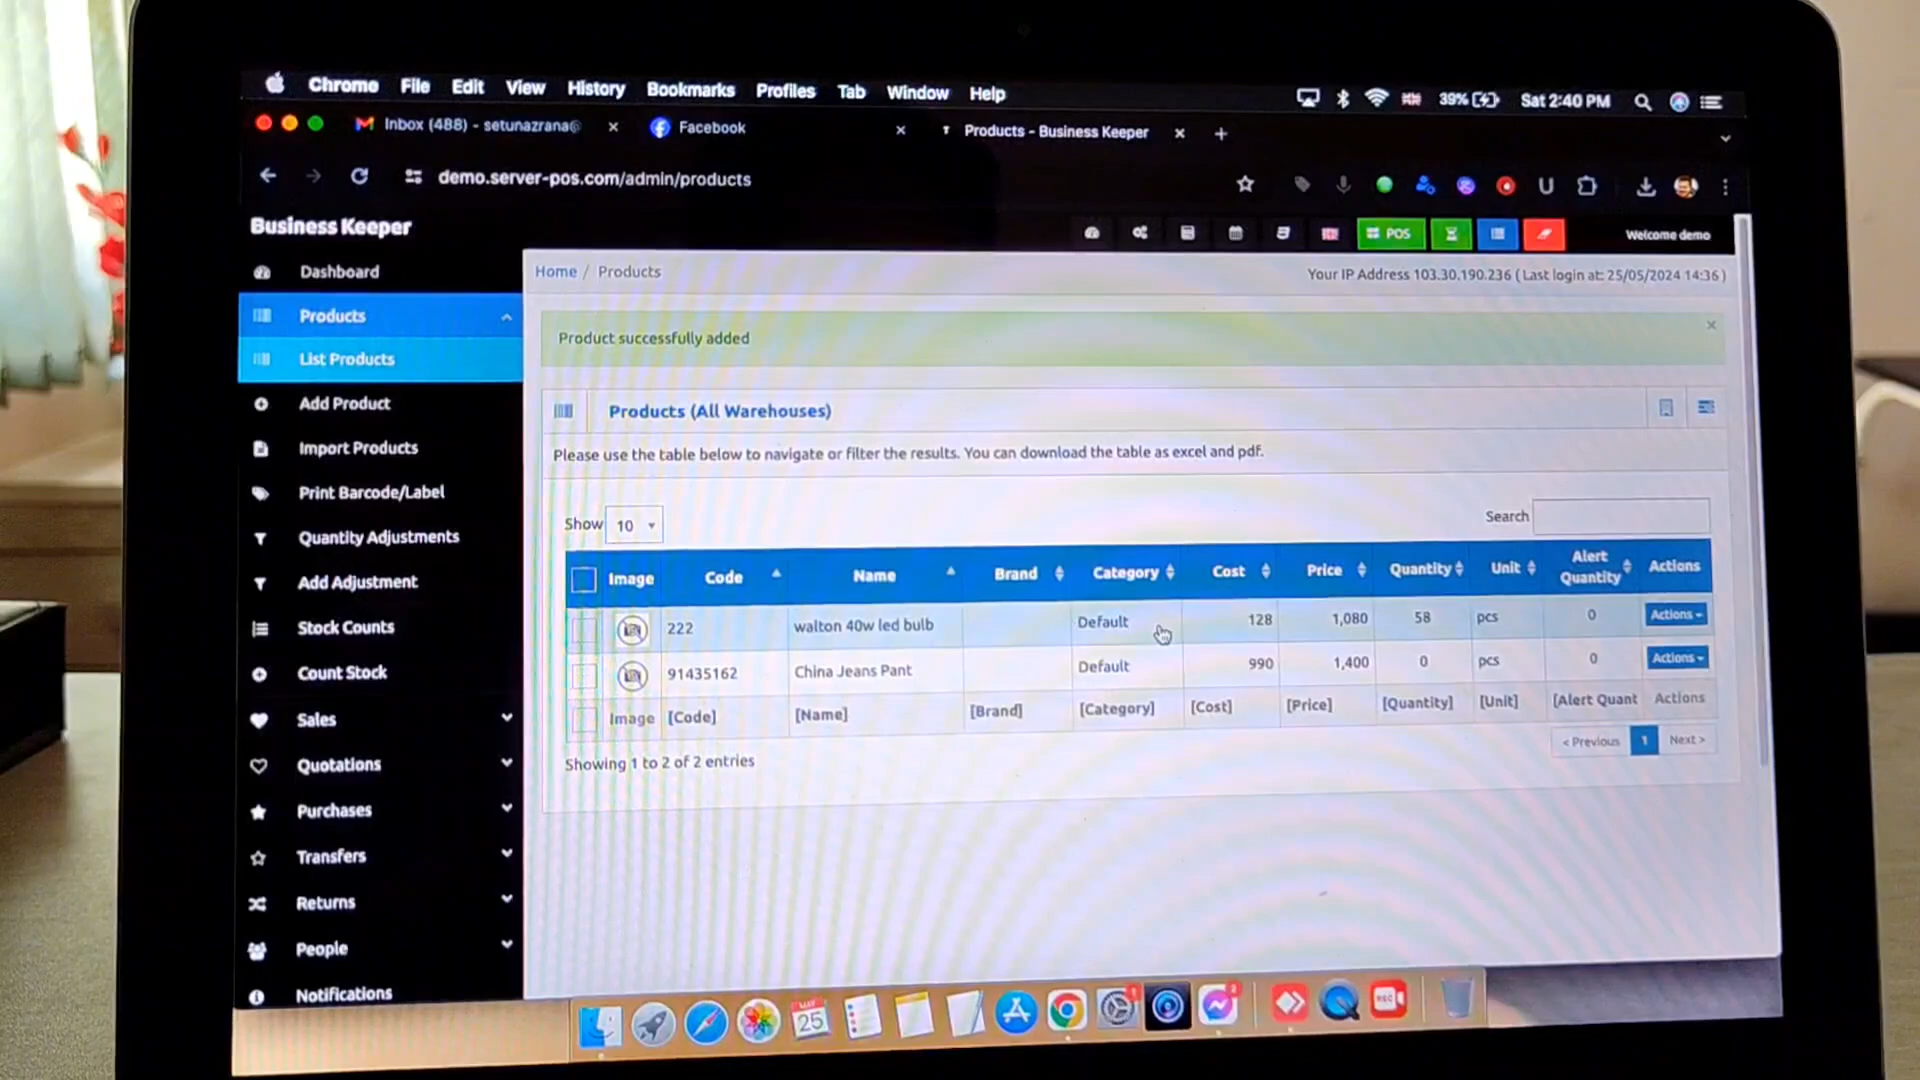 Chrome File Edit View History Bookmarks Profiles Tab Window Help 39% Sat 2:40 PM
Inbox (488) - setunazrana@ Facebook Products - Business Keeper
demo.server-pos.com/admin/products
Business Keeper POS Welcome demo
Dashboard
Products
List Products
Add Product
Import Products
Print Barcode/Label
Quantity Adjustments
Add Adjustment
Stock Counts
Count Stock
Sales
Quotations
Purchases
Transfers
Returns
People
Notifications
Home / Products Your IP Address 103.30.190.236 ( Last login at: 25/05/2024 14:36 )
Product successfully added
Products (All Warehouses)
Please use the table below to navigate or filter the results. You can download the table as excel and pdf.
Show 10 Search
Image Code Name Brand Category Cost Price Quantity Unit Alert Quantity Actions
222 walton 40w led bulb Default 128 1,080 58 pcs 0 Actions
91435162 China Jeans Pant Default 990 1,400 0 pcs 0 Actions
Image [Code] [Name] [Brand] [Category] [Cost] [Price] [Quantity] [Unit] [Alert Quant Actions
Showing 1 to 2 of 2 entries
< Previous 1 Next >
MAY
25
1
2
REC